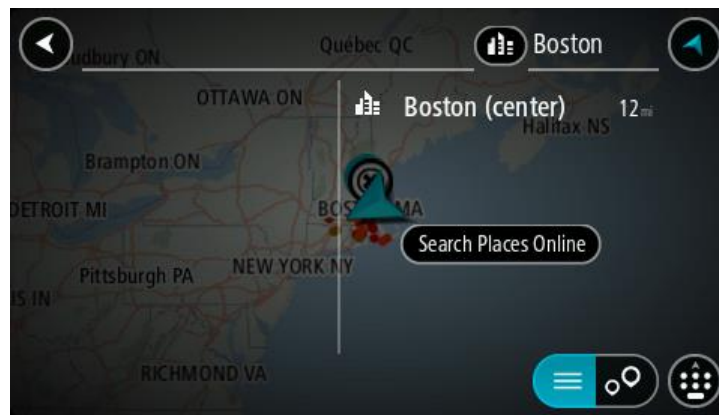 udbury ON
Québec QC
Boston
OTTAWA ON
Boston (center)
12 mi
Halifax NS
Brampton ON
DETROIT MI
BOS MA
Search Places Online
NEW YORK NY
Pittsburgh PA
S IN
RICHMOND VA